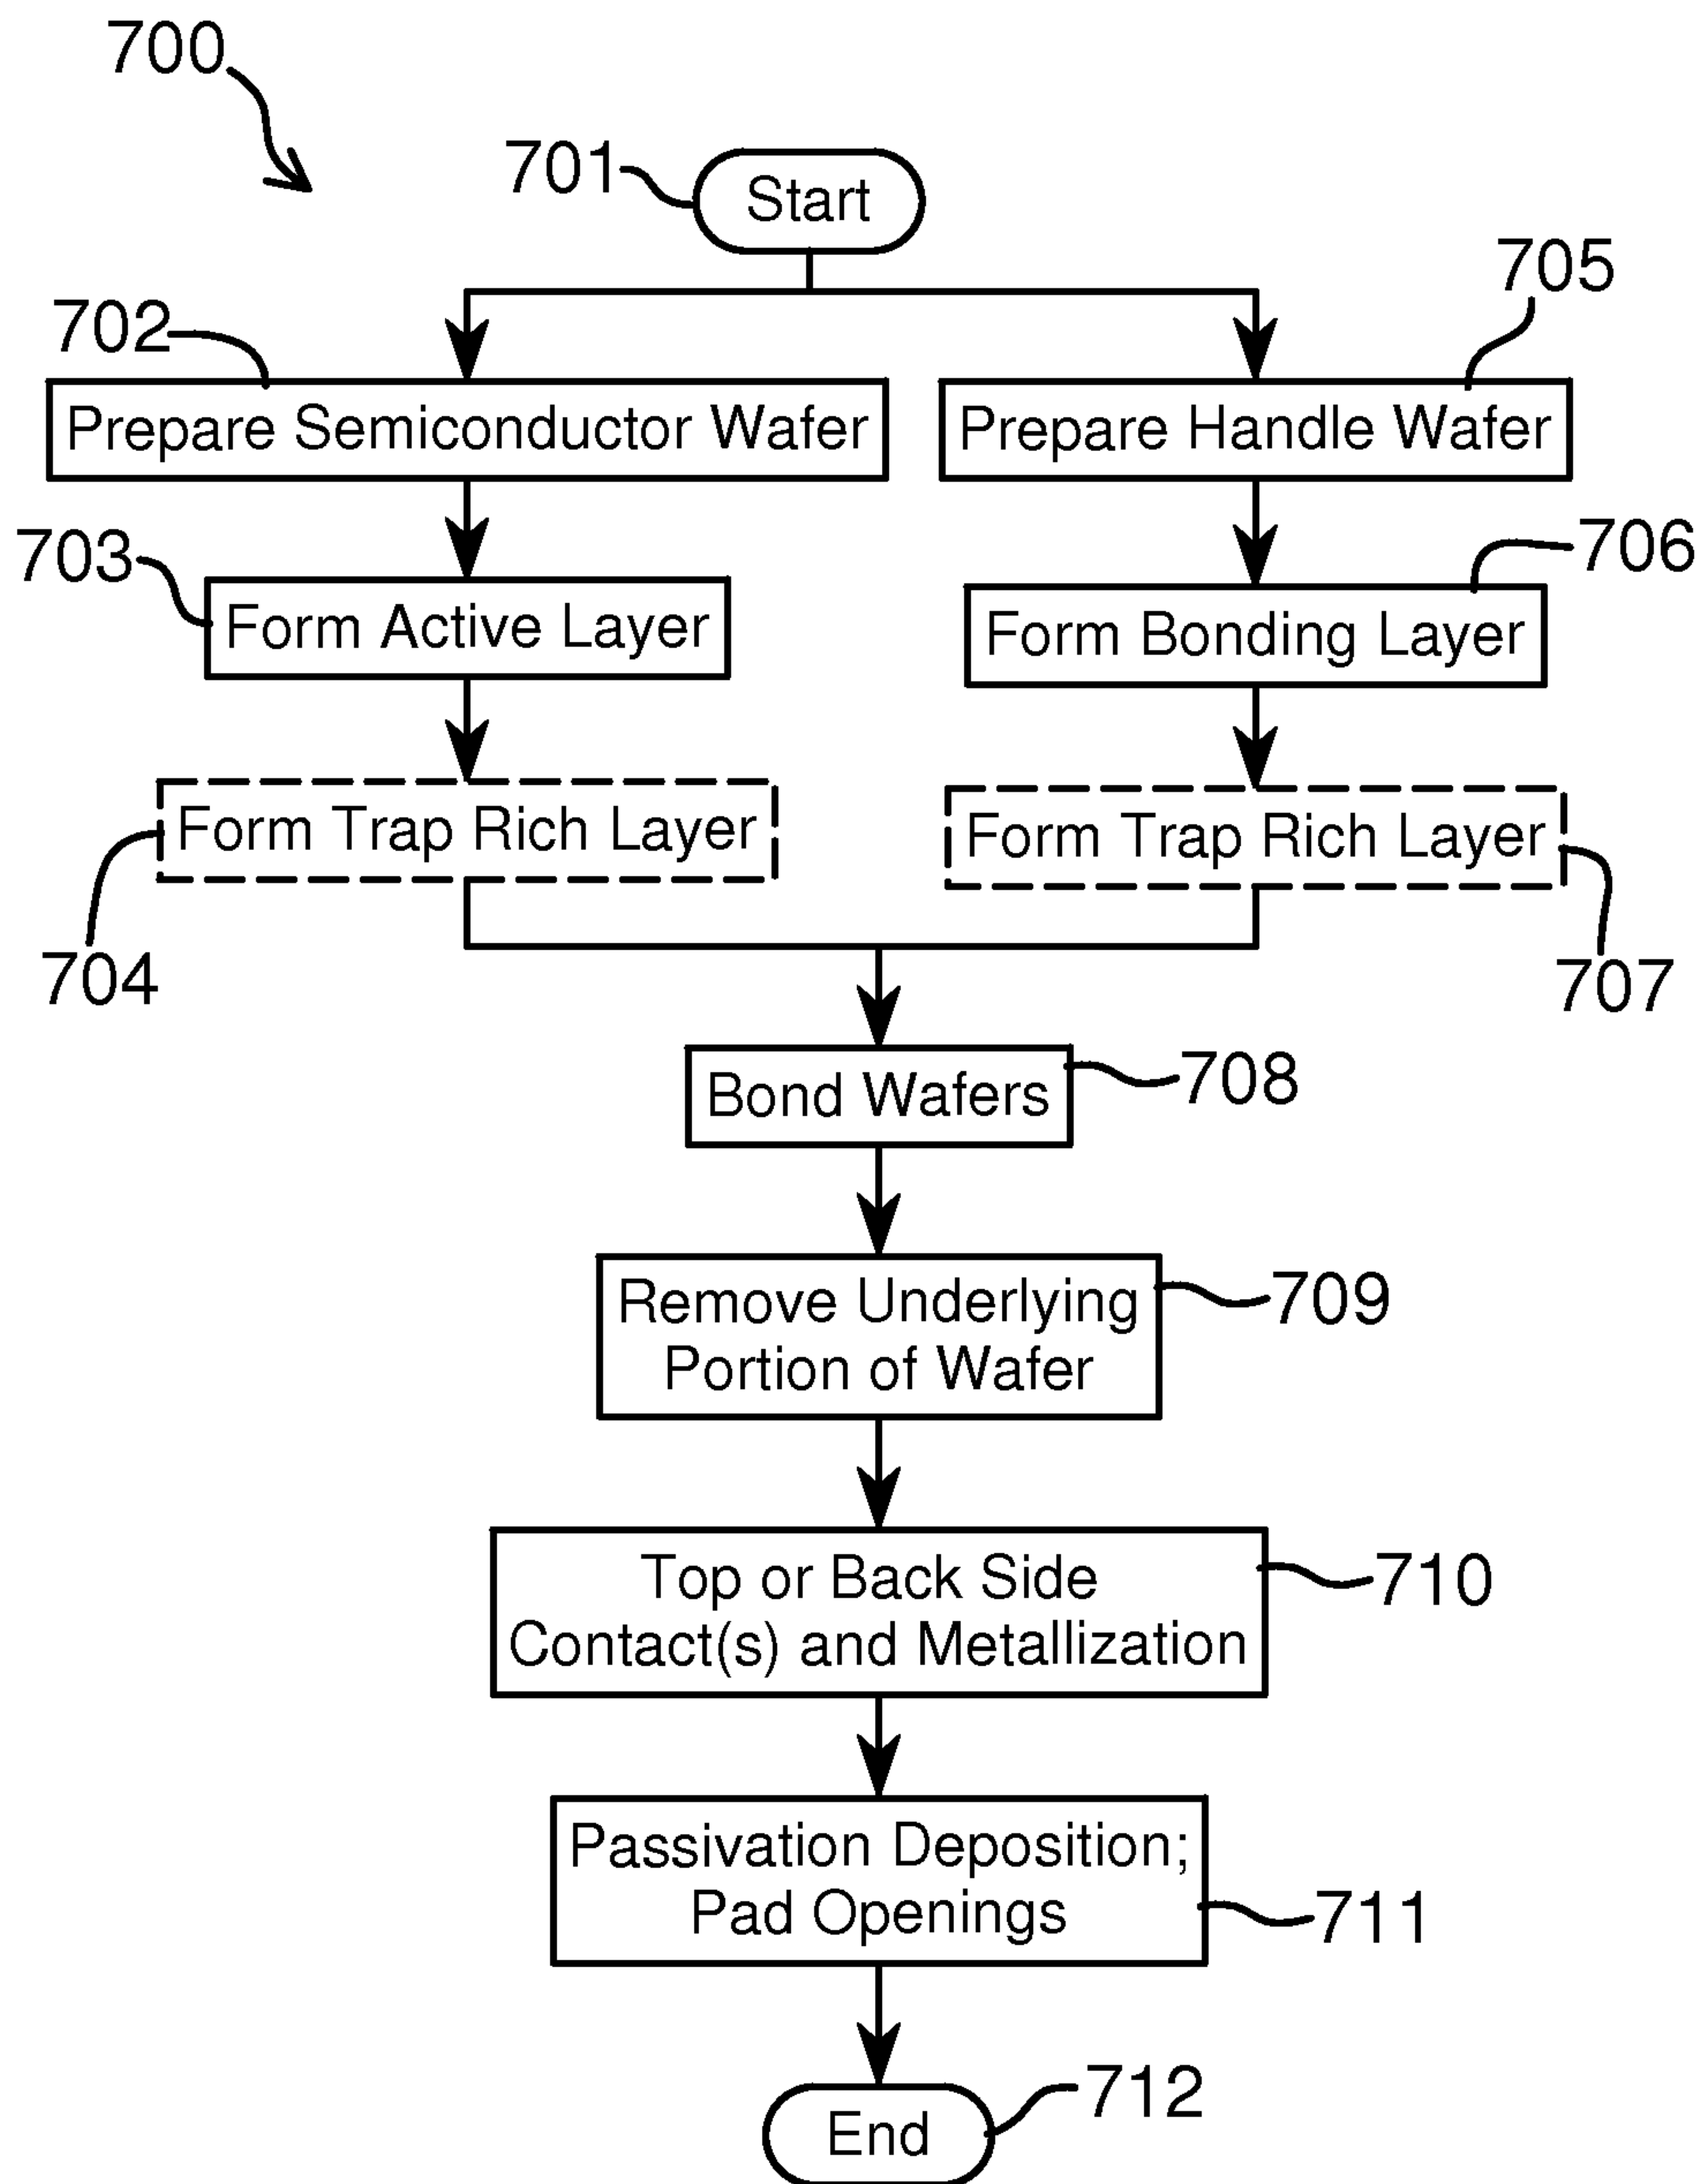 700
701
Start
705
702
Prepare Semiconductor Wafer
Prepare Handle Wafer
703
706
Form Active Layer
Form Bonding Layer
Form Trap Rich Layer
Form Trap Rich Layer
704
707
Bond Wafers
708
Remove Underlying
Portion of Wafer
709
Top or Back Side
Contact(s) and Metallization
710
Passivation Deposition;
Pad Openings
711
712
End